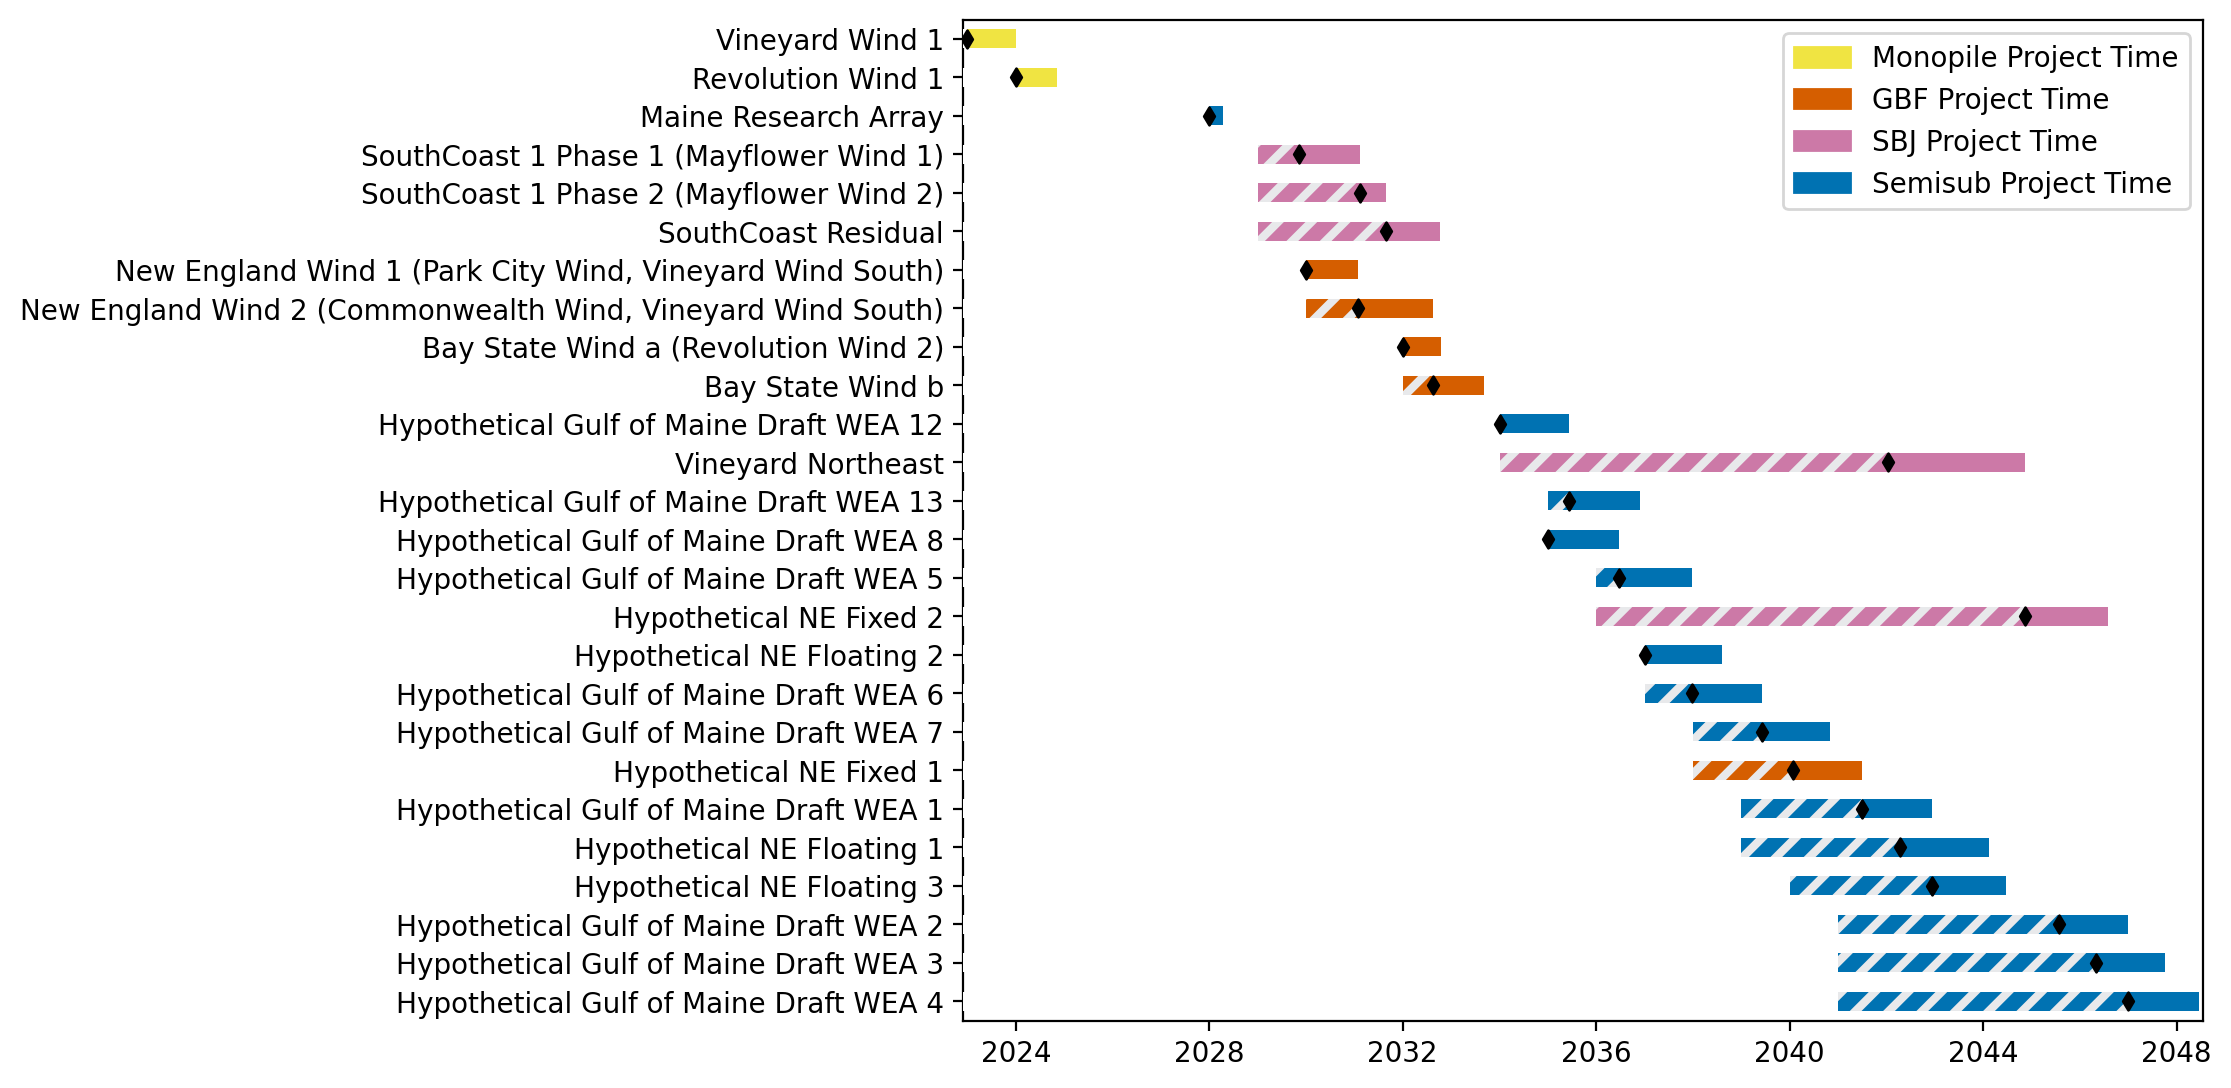 Vineyard Wind 1
Revolution Wind 1
Maine Research Array
SouthCoast 1 Phase 1 (Mayflower Wind 1)
SouthCoast 1 Phase 2 (Mayflower Wind 2)
SouthCoast Residual
New England Wind 1 (Park City Wind, Vineyard Wind South)
New England Wind 2 (Commonwealth Wind, Vineyard Wind South)
Bay State Wind a (Revolution Wind 2)
Bay State Wind b
Hypothetical Gulf of Maine Draft WEA 12
Vineyard Northeast
Hypothetical Gulf of Maine Draft WEA 13
Hypothetical Gulf of Maine Draft WEA 8
Hypothetical Gulf of Maine Draft WEA 5
Hypothetical NE Fixed 2
Hypothetical NE Floating 2
Hypothetical Gulf of Maine Draft WEA 6
Hypothetical Gulf of Maine Draft WEA 7
Hypothetical NE Fixed 1
Hypothetical Gulf of Maine Draft WEA 1
Hypothetical NE Floating 1
Hypothetical NE Floating 3
Hypothetical Gulf of Maine Draft WEA 2
Hypothetical Gulf of Maine Draft WEA 3
Hypothetical Gulf of Maine Draft WEA 4
Monopile Project Time
GBF Project Time
SBJ Project Time
Semisub Project Time
2024 2028 2032 2036 2040 2044 2048